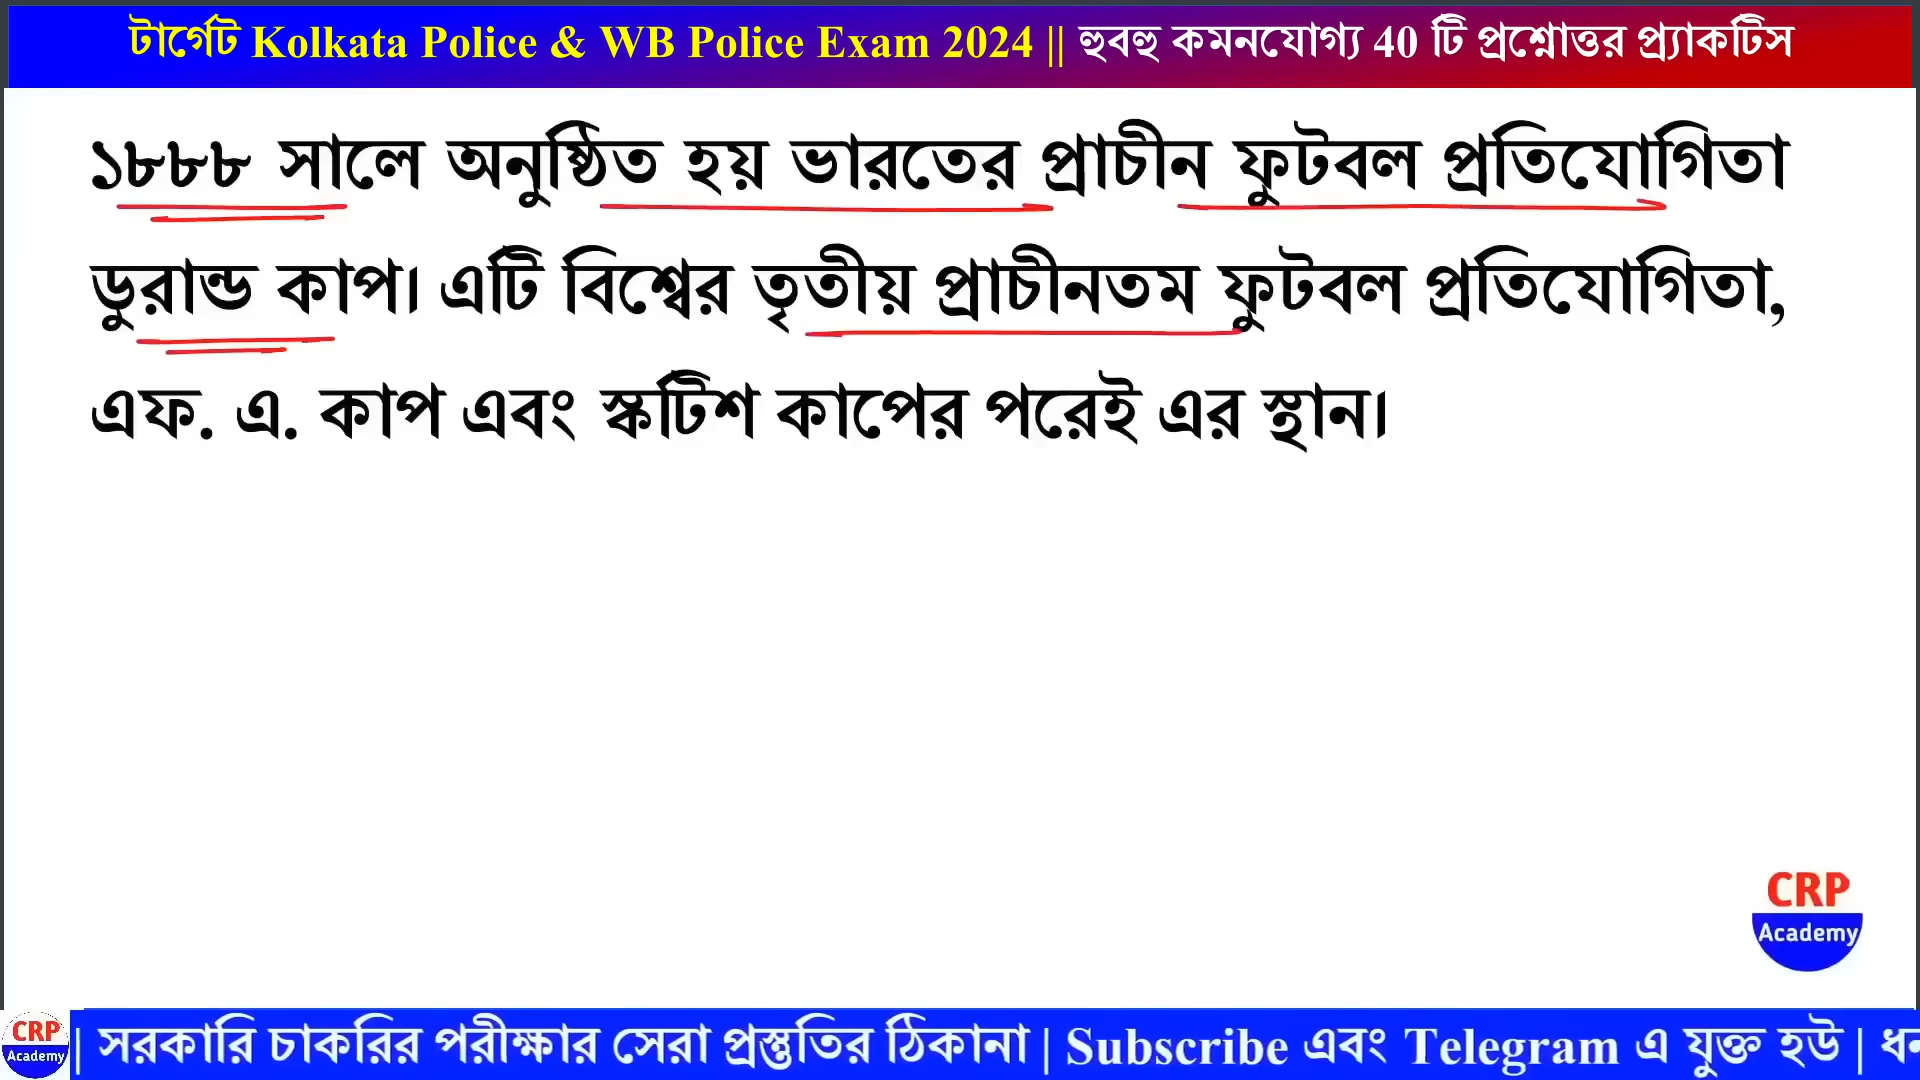 টার্গেট Kolkata Police & WB Police Exam 2024 || হুবহু কমনযোগ্য 40 টি প্রশ্নোত্তর প্র্যাকটিস
১৮৮৮ সালে অনুষ্ঠিত হয় ভারতের প্রাচীন ফুটবল প্রতিযোগিতা
ডুরান্ড কাপ। এটি বিশ্বের তৃতীয় প্রাচীনতম ফুটবল প্রতিযোগিতা,
এফ. এ. কাপ এবং স্কটিশ কাপের পরেই এর স্থান।
CRP
Academy
CRP
Academy
| সরকারি চাকরির পরীক্ষার সেরা প্রস্তুতির ঠিকানা | Subscribe এবং Telegram এ যুক্ত হউ |